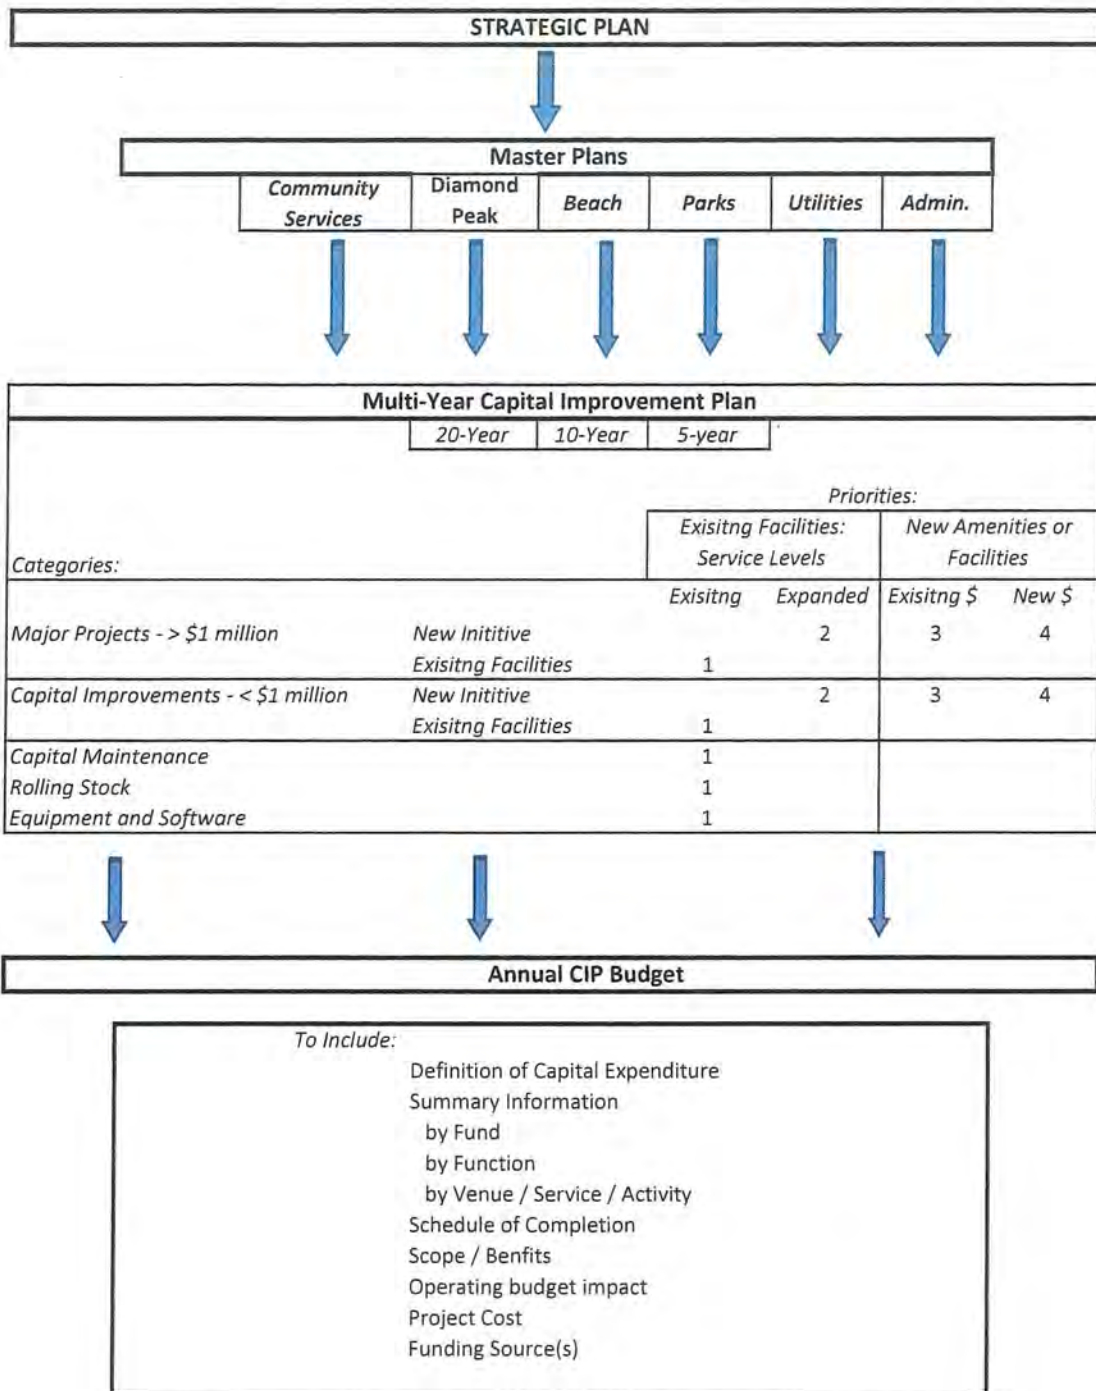 STRATEGIC PLAN
Master Plans
Community Services Diamond Peak Beach Parks Utilities Admin.
Multi-Year Capital Improvement Plan
20-Year 10-Year 5-year
Priorities:
Exisitng Facilities: New Amenities or
Categories: Service Levels Facilities
Exisitng Expanded Exisitng $ New $
Major Projects - > $1 million New Inititive 2 3 4
Exisitng Facilities 1
Capital Improvements - < $1 million New Inititive 2 3 4
Exisitng Facilities 1
Capital Maintenance 1
Rolling Stock 1
Equipment and Software 1
Annual CIP Budget
To Include:
Definition of Capital Expenditure
Summary Information
by Fund
by Function
by Venue / Service / Activity
Schedule of Completion
Scope / Benfits
Operating budget impact
Project Cost
Funding Source(s)